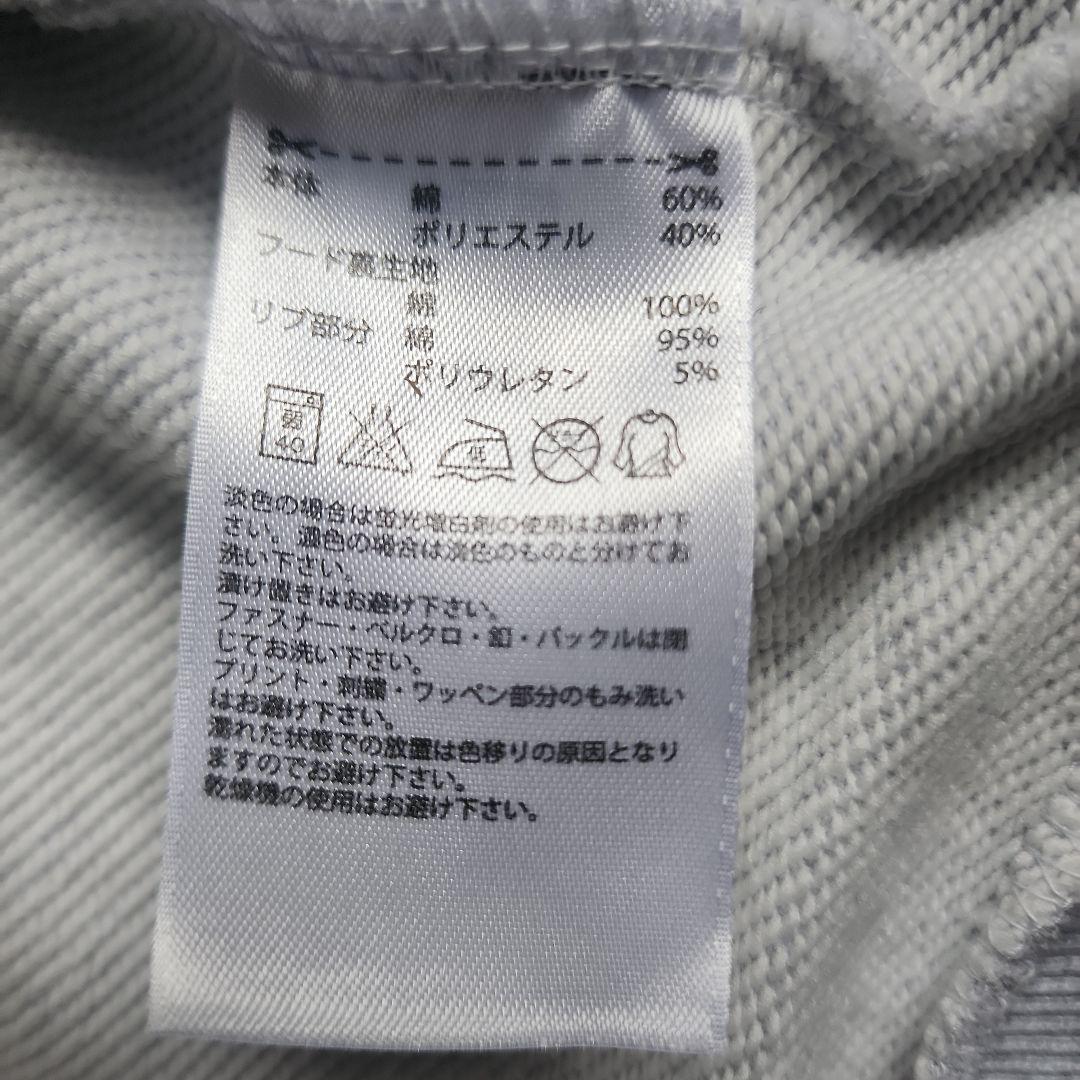 本体 綿 60%
ポリエステル 40%
フード裏生地
綿 100%
リブ部分 綿 95%
ポリウレタン 5%
弱 40 低
淡色の場合は蛍光増白剤の使用はお避け下
さい。濃色の場合は淡色のものと分けてお
洗い下さい。
漬け置きはお避け下さい。
ファスナー・ベルクロ・釦・バックルは閉
じてお洗い下さい。
プリント・刺繍・ワッペン部分のもみ洗い
はお避け下さい。
濡れた状態での放置は色移りの原因となり
ますのでお避け下さい。
乾燥機の使用はお避け下さい。